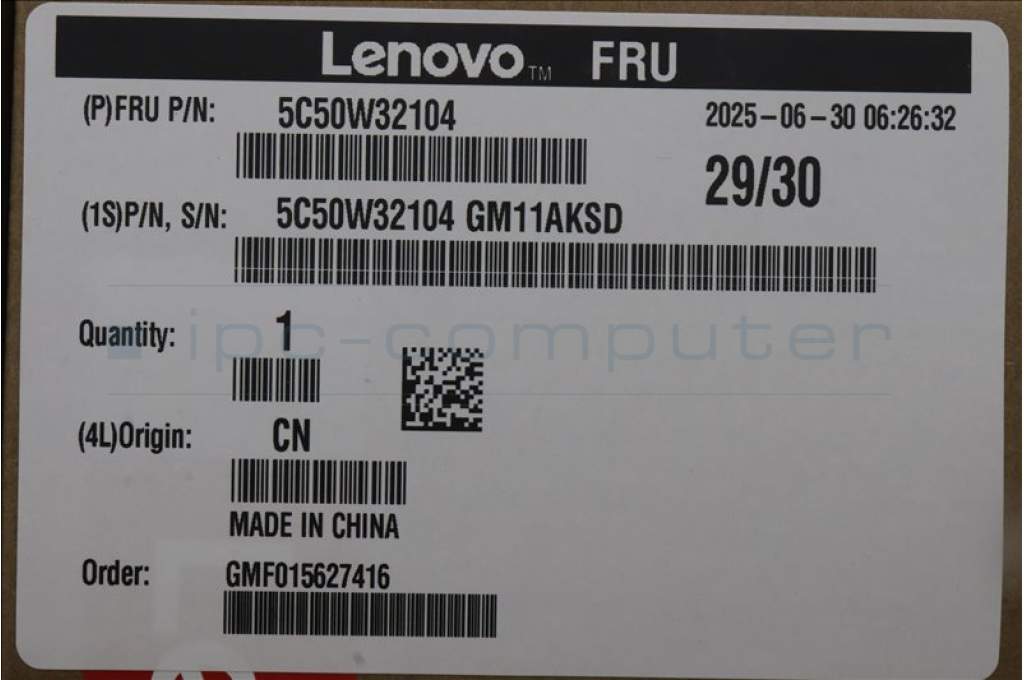 Lenovo™ FRU
(P)FRU P/N: 5C50W32104
2025-06-30 06:26:32
29/30
(1S)P/N, S/N: 5C50W32104 GM11AKSD
ipc-computer
Quantity: 1
(4L)Origin: CN
MADE IN CHINA
Order: GMF015627416